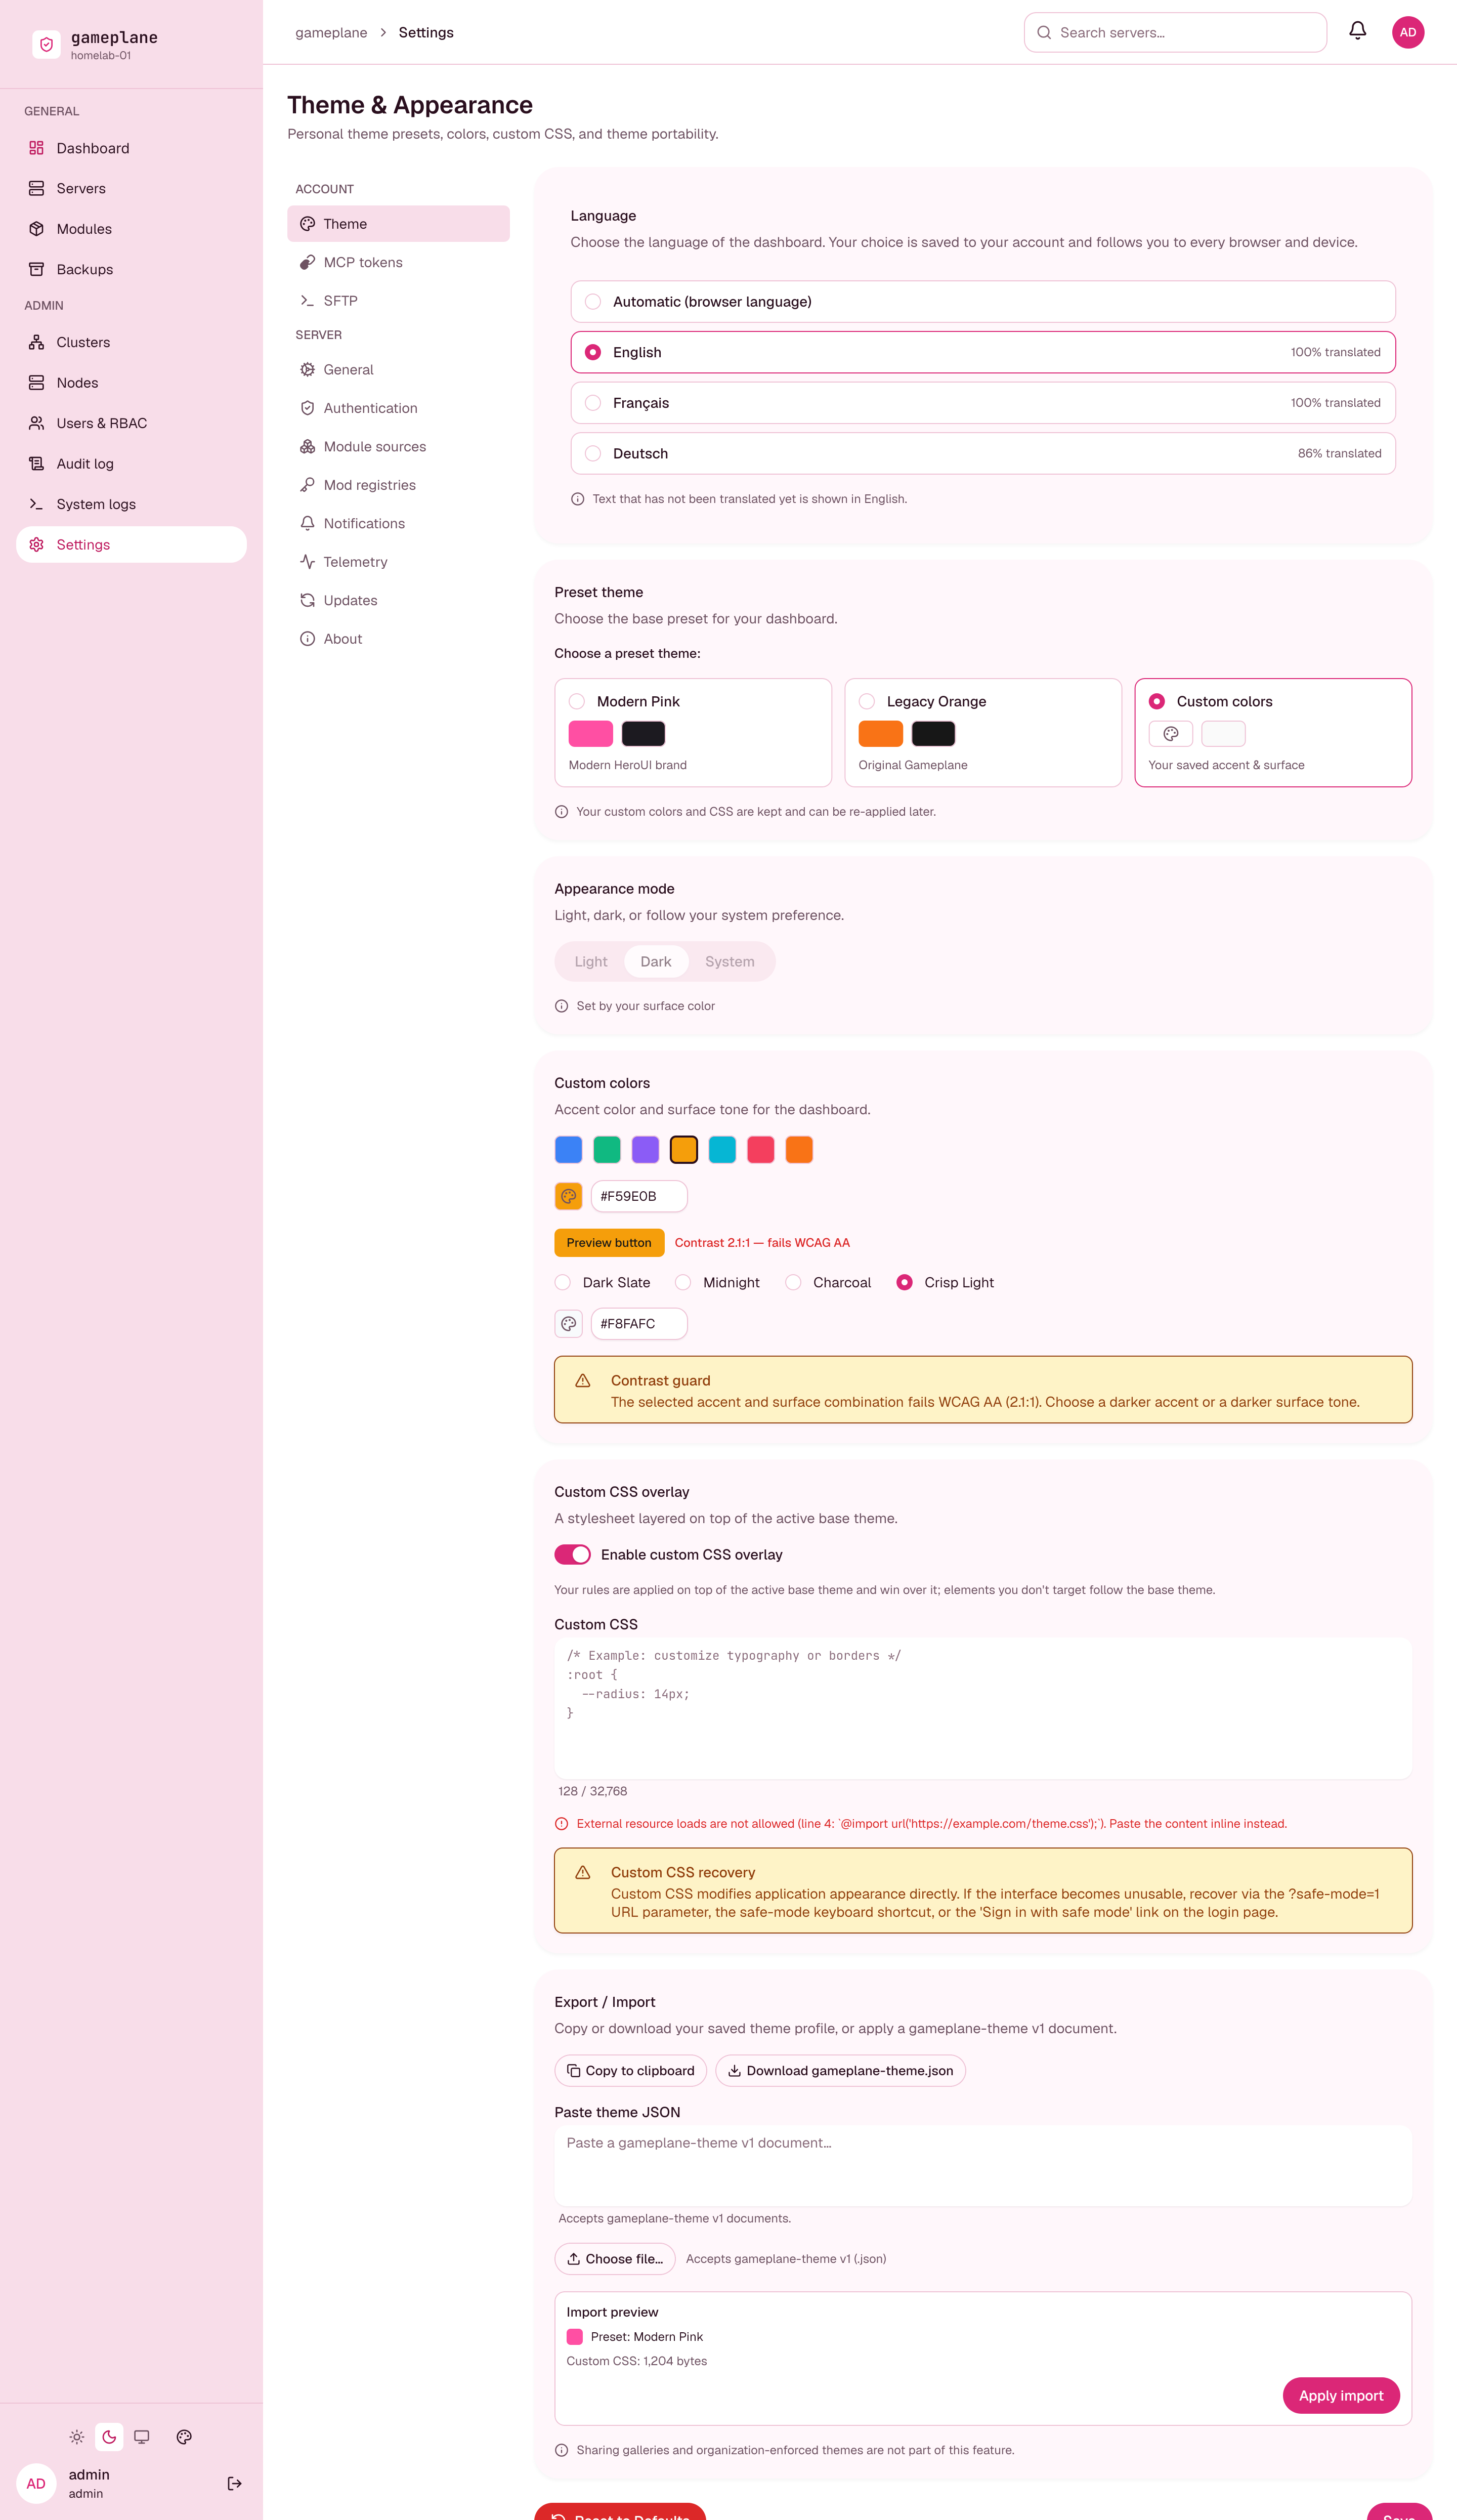 gameplane
homelab-01
GENERAL
Dashboard
Servers
Modules
Backups
ADMIN
Clusters
Nodes
Users & RBAC
Audit log
System logs
Settings
AD
admin
admin
gameplane > Settings
Search servers...
AD
Theme & Appearance
Personal theme presets, colors, custom CSS, and theme portability.
ACCOUNT
Theme
MCP tokens
SFTP
SERVER
General
Authentication
Module sources
Mod registries
Notifications
Telemetry
Updates
About
Language
Choose the language of the dashboard. Your choice is saved to your account and follows you to every browser and device.
Automatic (browser language)
English 100% translated
Français 100% translated
Deutsch 86% translated
Text that has not been translated yet is shown in English.
Preset theme
Choose the base preset for your dashboard.
Choose a preset theme:
Modern Pink
Modern HeroUI brand
Legacy Orange
Original Gameplane
Custom colors
Your saved accent & surface
Your custom colors and CSS are kept and can be re-applied later.
Appearance mode
Light, dark, or follow your system preference.
Light Dark System
Set by your surface color
Custom colors
Accent color and surface tone for the dashboard.
#F59E0B
Preview button Contrast 2.1:1 — fails WCAG AA
Dark Slate Midnight Charcoal Crisp Light
#F8FAFC
Contrast guard
The selected accent and surface combination fails WCAG AA (2.1:1). Choose a darker accent or a darker surface tone.
Custom CSS overlay
A stylesheet layered on top of the active base theme.
Enable custom CSS overlay
Your rules are applied on top of the active base theme and win over it; elements you don't target follow the base theme.
Custom CSS
/* Example: customize typography or borders */
:root {
--radius: 14px;
}
128 / 32,768
External resource loads are not allowed (line 4: `@import url('https://example.com/theme.css');`). Paste the content inline instead.
Custom CSS recovery
Custom CSS modifies application appearance directly. If the interface becomes unusable, recover via the ?safe-mode=1
URL parameter, the safe-mode keyboard shortcut, or the 'Sign in with safe mode' link on the login page.
Export / Import
Copy or download your saved theme profile, or apply a gameplane-theme v1 document.
Copy to clipboard Download gameplane-theme.json
Paste theme JSON
Paste a gameplane-theme v1 document...
Accepts gameplane-theme v1 documents.
Choose file... Accepts gameplane-theme v1 (.json)
Import preview
Preset: Modern Pink
Custom CSS: 1,204 bytes
Apply import
Sharing galleries and organization-enforced themes are not part of this feature.
Reset to Defaults Save